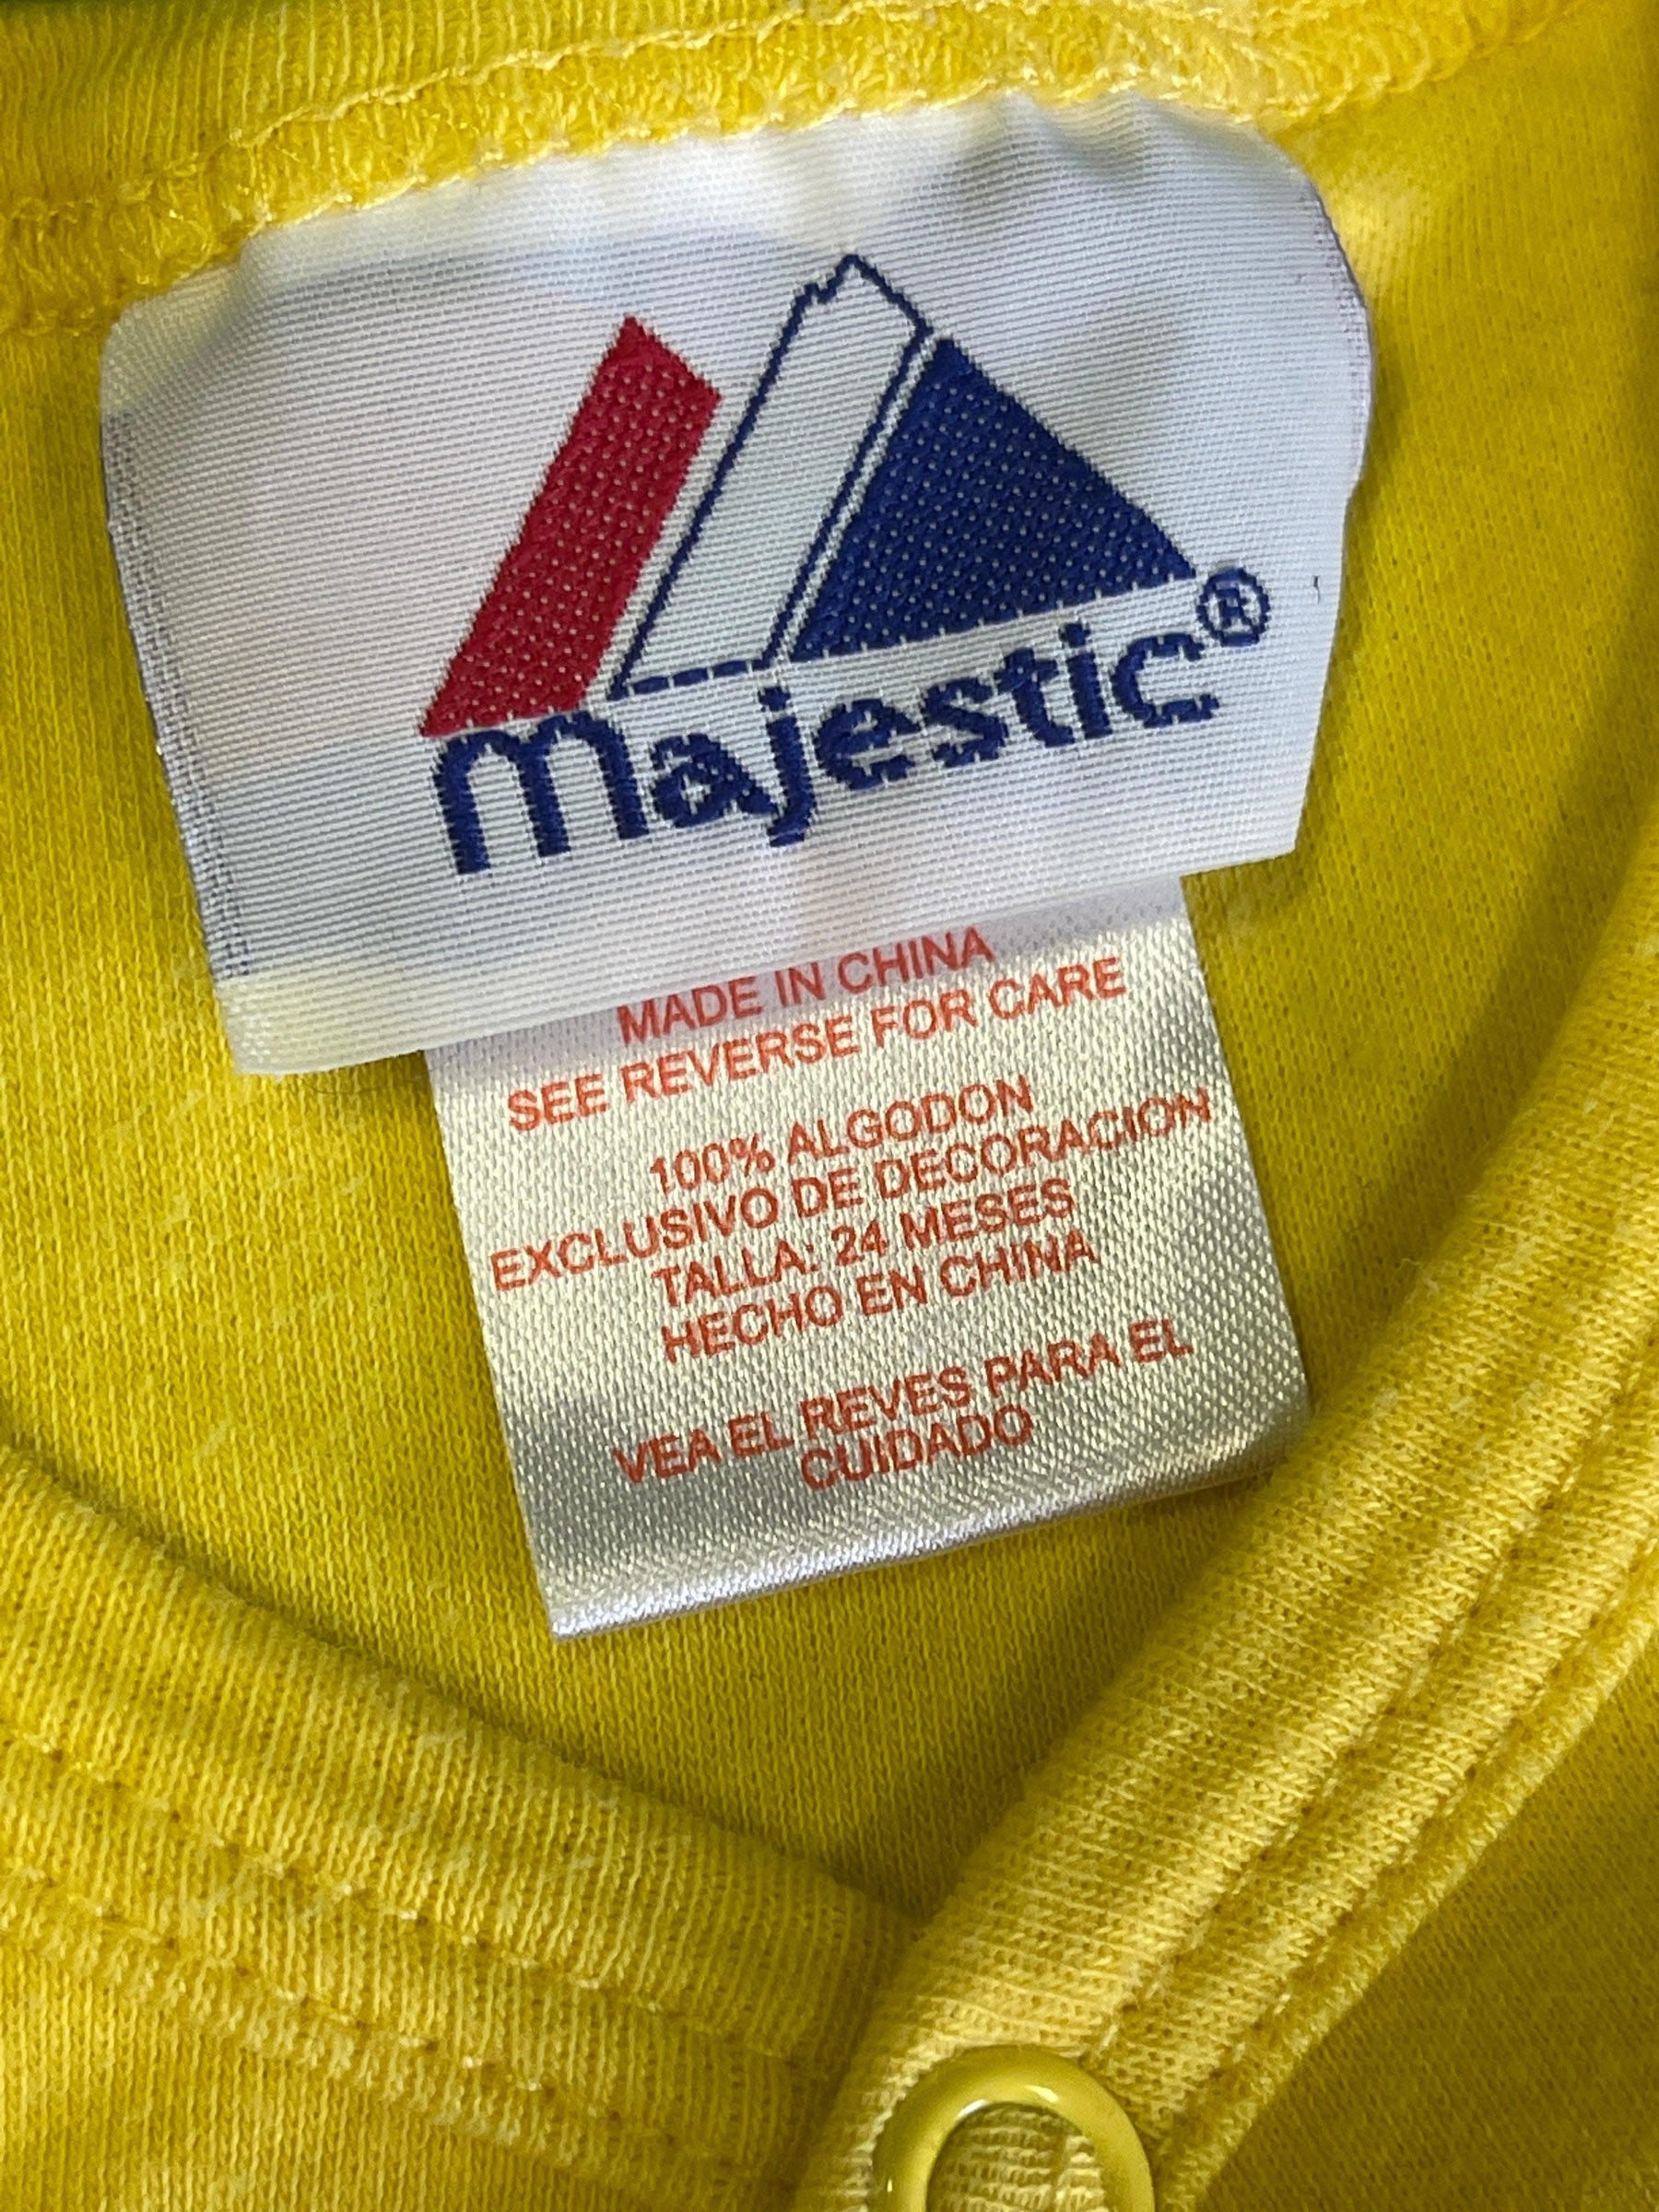 Majestic®
MADE IN CHINA
SEE REVERSE FOR CARE
100% ALGODON
EXCLUSIVO DE DECORACION
TALLA: 24 MESES
HECHO EN CHINA
VEA EL REVES PARA EL
CUIDADO